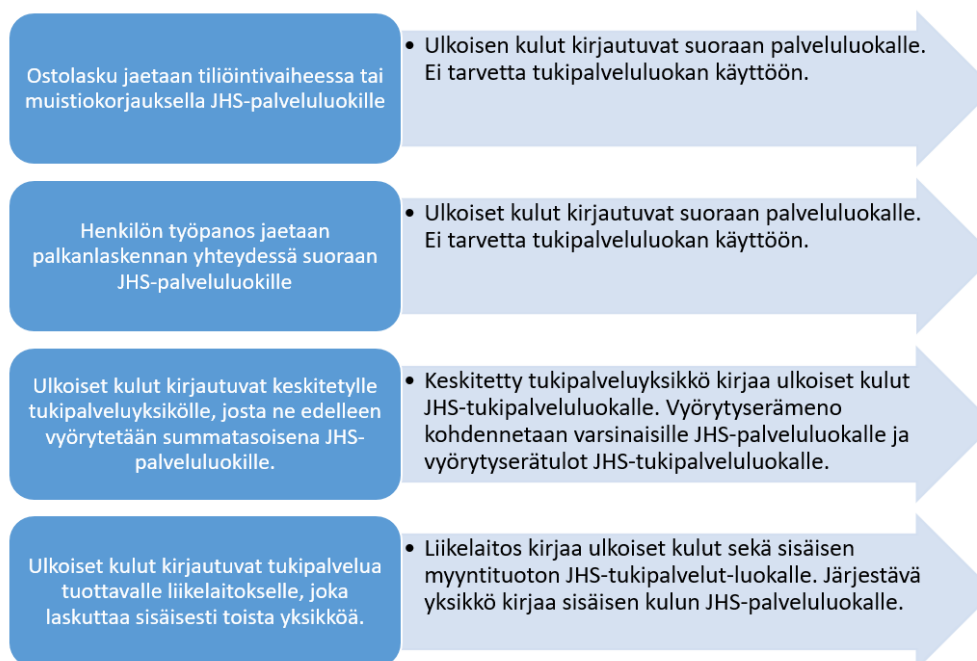 Ostolasku jaetaan tiliöintivaiheessa tai
muistiokorjauksella JHS-palveluluokille
• Ulkoisen kulut kirjautuvat suoraan palveluluokalle.
Ei tarvetta tukipalveluluokan käyttöön.
Henkilön työpanos jaetaan
palkanlaskennan yhteydessä suoraan
JHS-palveluluokille
• Ulkoiset kulut kirjautuvat suoraan palveluluokalle.
Ei tarvetta tukipalveluluokan käyttöön.
Ulkoiset kulut kirjautuvat keskitetylle
tukipalveluyksikölle, josta ne edelleen
vyörytetään summatasoisena JHS-
palveluluokille.
• Keskitetty tukipalveluyksikkö kirjaa ulkoiset kulut
JHS-tukipalveluluokalle. Vyörytyserämeno
kohdennetaan varsinaisille JHS-palveluluokalle ja
vyörytyserätulot JHS-tukipalveluluokalle.
Ulkoiset kulut kirjautuvat tukipalvelua
tuottavalle liikelaitokselle, joka
laskuttaa sisäisesti toista yksikköä.
• Liikelaitos kirjaa ulkoiset kulut sekä sisäisen
myyntituoton JHS-tukipalvelut-luokalle. Järjestävä
yksikkö kirjaa sisäisen kulun JHS-palveluluokalle.